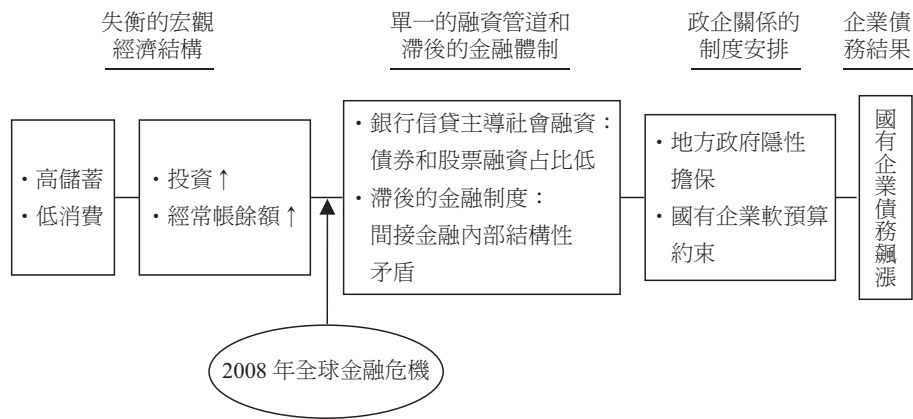 失衡的宏觀
經濟結構
單一的融資管道和
滯後的金融體制
政企關係的
制度安排
企業債
務結果
・高儲蓄
・低消費
・投資↑
・經常帳餘額↑
・銀行信貸主導社會融資：
債券和股票融資占比低
・滯後的金融制度：
間接金融內部結構性
矛盾
・地方政府隱性
擔保
・國有企業軟預算
約束
國有企業債務飆漲
2008 年全球金融危機